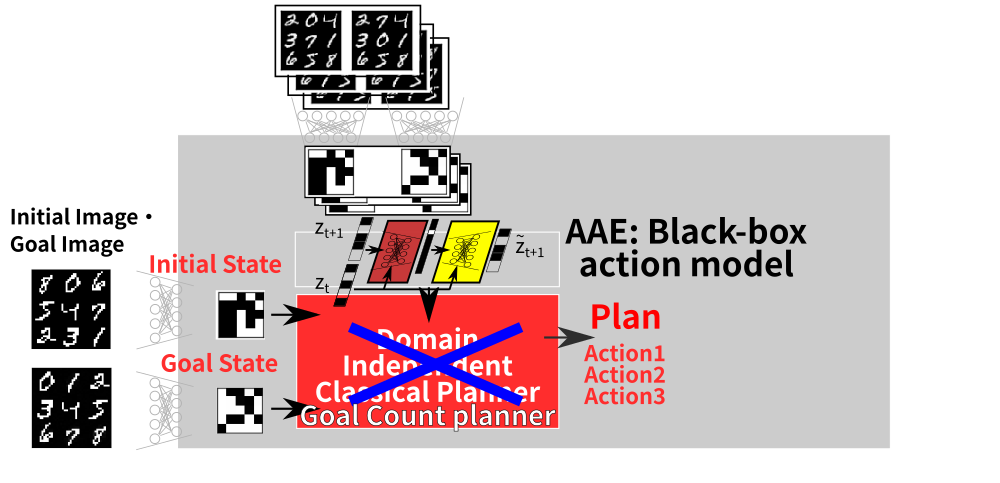 2 0 4 2 7 4
3 7 1 3 0 1
6 5 8 6 5 8
Initial Image・
Goal Image
8 0 6
5 4 7
2 3 1
0 1 2
3 4 5
6 7 8
Initial State
Goal State
zt+1
zt
z̃t+1
AAE: Black-box
action model
Domain
Independent
Classical Planner
Goal Count planner
Plan
Action1
Action2
Action3